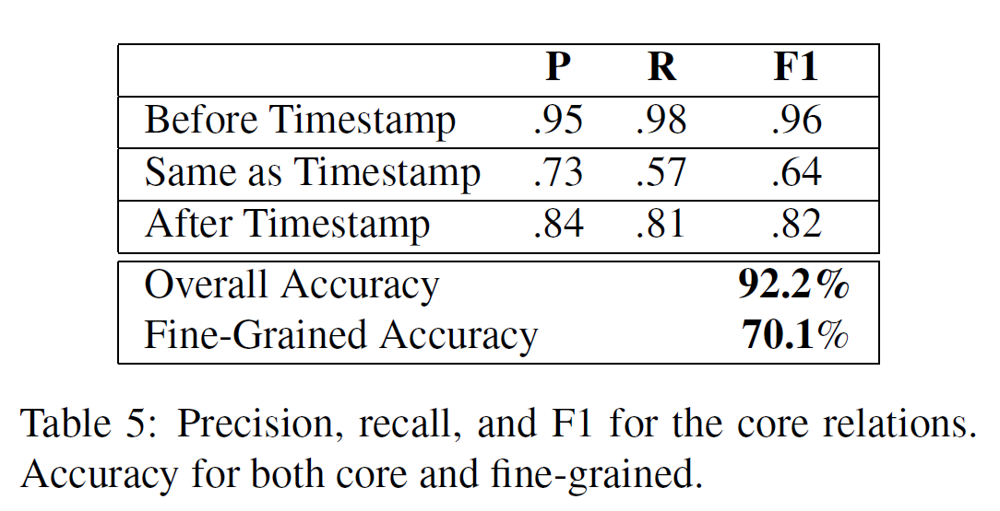 P R F1
Before Timestamp .95 .98 .96
Same as Timestamp .73 .57 .64
After Timestamp .84 .81 .82
Overall Accuracy 92.2%
Fine-Grained Accuracy 70.1%
Table 5: Precision, recall, and F1 for the core relations.
Accuracy for both core and fine-grained.